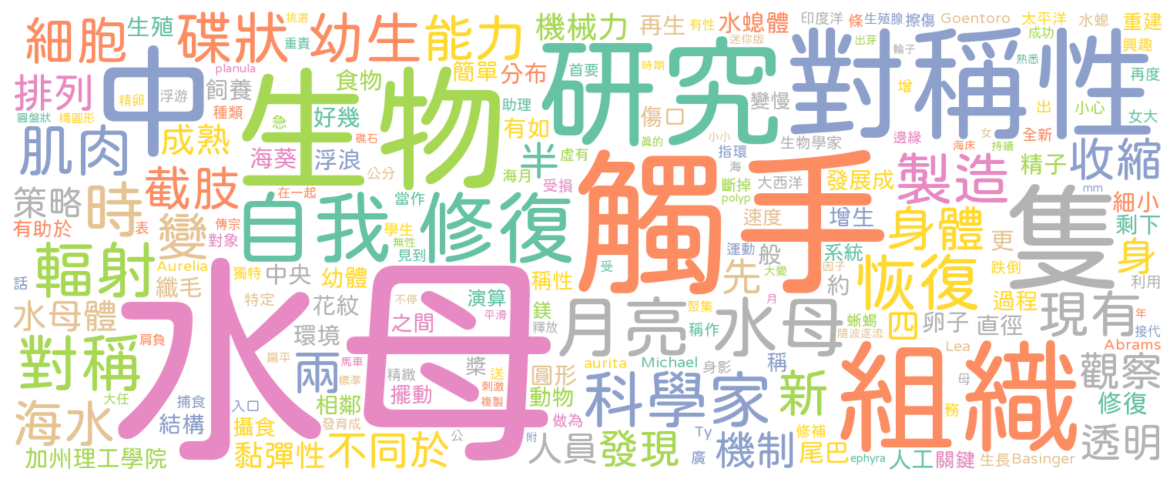 細胞
生殖
碟狀
幼生
能力
機械力
再生
挑選
有性
水螅體
印度洋
條
生殖腺
擦傷
Goentoro
太平洋
水螅
重建
重責
迷你版
出芽
輪子
成功
熟悉
興趣
planula
排列
中
精卵
浮游
飼養
食物
簡單
分布
首要
時期
生物
研究
對稱性
增
出
小心
再度
圓盤狀
橢圓形
種類
急
好幾
助理
變慢
傷口
女大
肌肉
成熟
礁石
有如
小小
真的
生物學家
邊緣
女
全新
海葵
浮浪
半
虛有
指環
海
海床
持續
收縮
策略
時
截肢
在一起
公分
海月
受損
觸手
斷掉
polyp
大西洋
發展成
製造
精子
隻
mm
細小
有助於
表
傳宗
對象
變
自我
修復
當作
學生
無性
見到
速度
增生
身體
剩下
輻射
話
Aurelia
獨特
中央
幼體
稱性
受
運動
大變
般
系統
更
跌倒
身
利用
水母體
纖毛
特定
花紋
不停
演算
鎂
先
因子
約
恢復
過程
四
現有
年
水母
之間
平滑
釋放
月亮
水母
聚集
稱作
月
蜥蜴
隨波逐流
卵子
直徑
接代
對稱
肩負
扁平
環境
馬車
精緻
槳
送
圓形
aurita
Michael
身影
稱
Lea
Abrams
大任
捕食
入口
兩
標準
擺動
刺激
複製
動物
科學家
新
母
組織
觀察
海水
結構
攝食
相鄰
發育成
做為
務
修復
加州理工學院
黏彈性
不同於
公
附
人員
發現
Ty
廣
機制
修補
尾巴
ephyra
人工
關鍵
生長
Basinger
透明